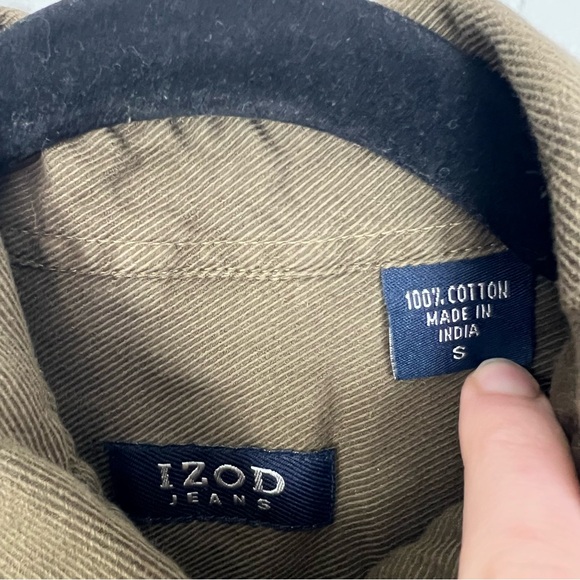 100% COTTON
MADE IN
INDIA
S
IZOD
JEANS